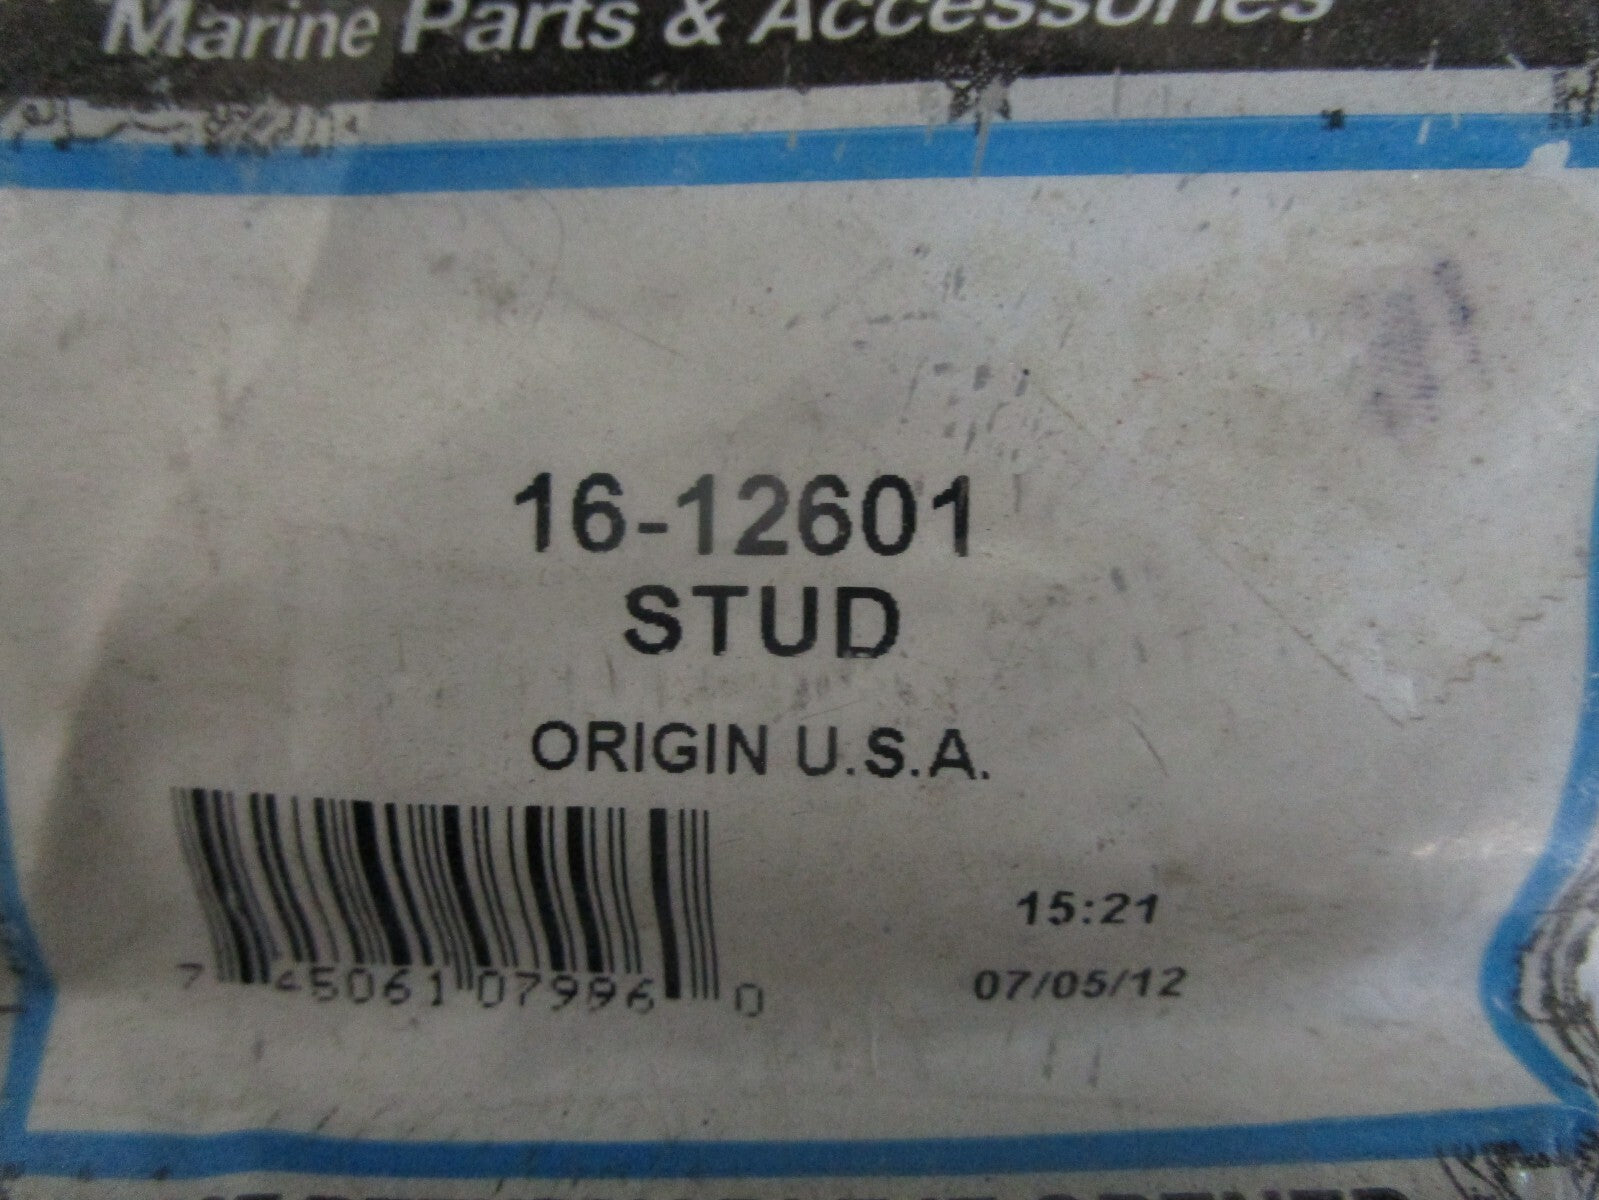 Marine Parts & Accessories
16-12601
STUD
ORIGIN U.S.A.
15:21
07/05/12
7 45061 07996 0